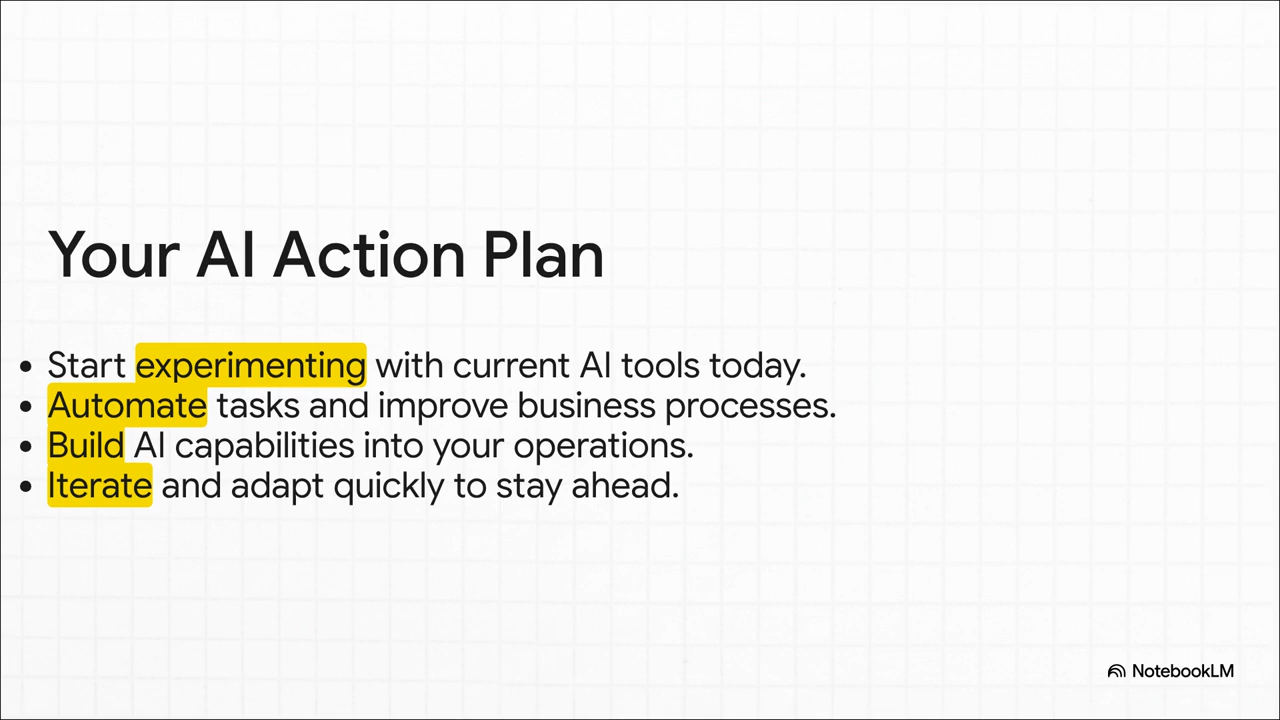 Your AI Action Plan
• Start experimenting with current AI tools today.
• Automate tasks and improve business processes.
• Build AI capabilities into your operations.
• Iterate and adapt quickly to stay ahead.
NotebookLM